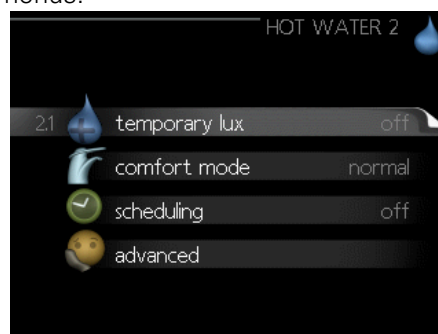 HOT WATER 2
2.1 temporary lux off
comfort mode normal
scheduling off
advanced